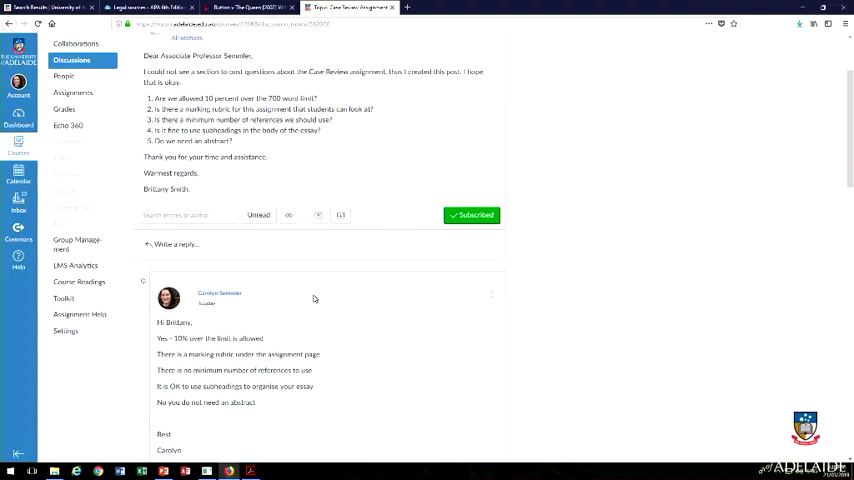 Search Results | University of A
Legal sources - APA 6th Edition
Button v The Queen [2002] W
Topic: Case Review Assignment
242020
THE UNIVERSITY OF ADELAIDE
Account
Dashboard
Courses
Calendar
Inbox
Commons
Help
Collaborations
Discussions
People
Assignments
Grades
Echo 360
Group Manage-
ment
LMS Analytics
Course Readings
Toolkit
Assignment Help
Settings
All sections
Dear Associate Professor Semmler,
I could not see a section to post questions about the Case Review assignment, thus I created this post. I hope
that is okay.
1. Are we allowed 10 percent over the 700 word limit?
2. Is there a marking rubric for this assignment that students can look at?
3. Is there a minimum number of references we should use?
4. Is it fine to use subheadings in the body of the essay?
5. Do we need an abstract?
Thank you for your time and assistance.
Warmest regards,
Brittany Smith.
Search entries or author
Unread
Subscribed
Write a reply...
Carolyn Semmler
Tuesday
Hi Brittany,
Yes - 10% over the limit is allowed
There is a marking rubric under the assignment page
There is no minimum number of references to use
It is OK to use subheadings to organise your essay
No you do not need an abstract
Best
Carolyn
of ADELAIDE